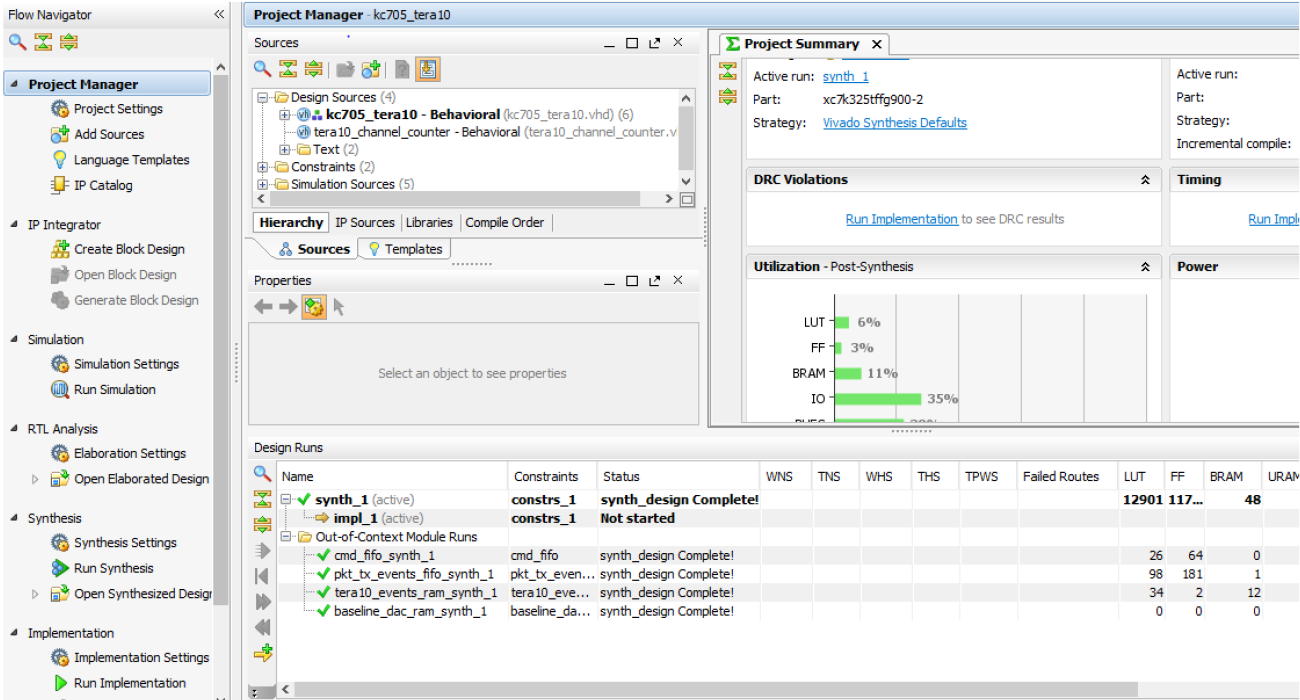 Flow Navigator
Project Manager
Project Settings
Add Sources
Language Templates
IP Catalog
IP Integrator
Create Block Design
Open Block Design
Generate Block Design
Simulation
Simulation Settings
Run Simulation
RTL Analysis
Elaboration Settings
Open Elaborated Design
Synthesis
Synthesis Settings
Run Synthesis
Open Synthesized Desigr
Implementation
Implementation Settings
Run Implementation
Project Manager - kc705_tera10
Sources
Design Sources (4)
kc705_tera10 - Behavioral (kc705_tera10.vhd) (6)
tera10_channel_counter - Behavioral (tera10_channel_counter.v
Text (2)
Constraints (2)
Simulation Sources (5)
Hierarchy IP Sources Libraries Compile Order
Sources Templates
Properties
Select an object to see properties
Σ Project Summary
Active run: synth_1
Part: xc7k325tffg900-2
Strategy: Vivado Synthesis Defaults
Active run:
Part:
Strategy:
Incremental compile:
DRC Violations
Run Implementation to see DRC results
Timing
Run Impl
Utilization - Post-Synthesis
LUT 6%
FF 3%
BRAM 11%
IO 35%
Power
Design Runs
Name Constraints Status WNS TNS WHS THS TPWS Failed Routes LUT FF BRAM URAM
synth_1 (active) constrs_1 synth_design Complete! 12901 117... 48
impl_1 (active) constrs_1 Not started
Out-of-Context Module Runs
cmd_fifo_synth_1 cmd_fifo synth_design Complete! 26 64 0
pkt_tx_events_fifo_synth_1 pkt_tx_even... synth_design Complete! 98 181 1
tera10_events_ram_synth_1 tera10_eve... synth_design Complete! 34 2 12
baseline_dac_ram_synth_1 baseline_da... synth_design Complete! 0 0 0